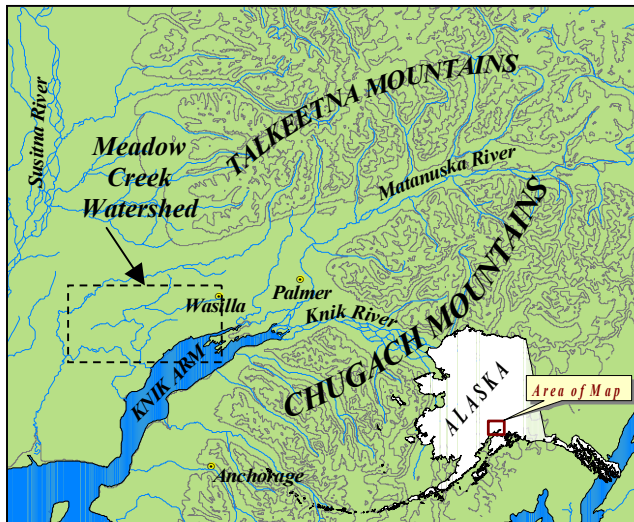 TALKEETNA MOUNTAINS
Susitna River
Meadow
Creek
Watershed
Matanuska River
Palmer
Wasilla
Knik River
KNIK ARM
CHUGACH MOUNTAINS
ALASKA
Area of Map
Anchorage